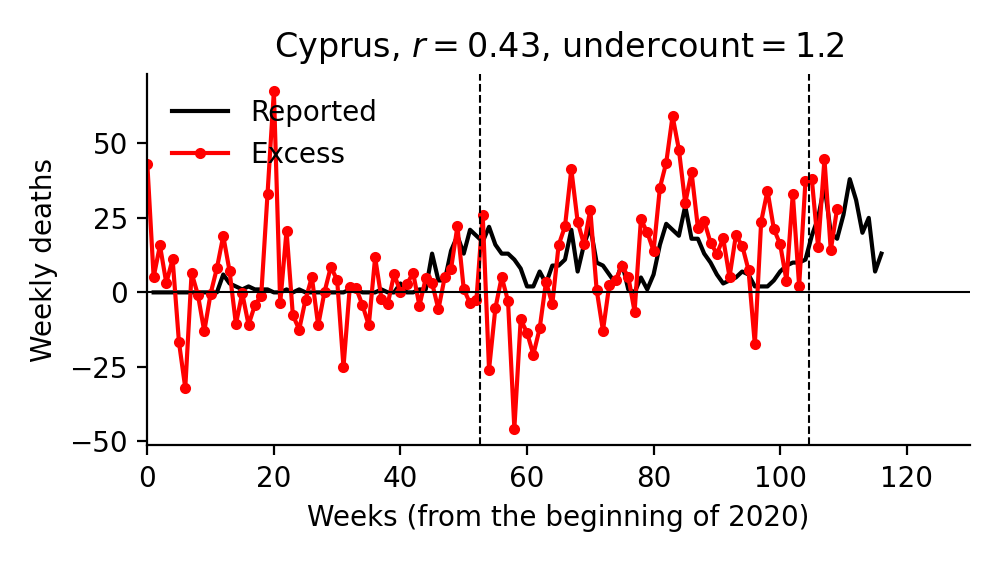 Cyprus, r = 0.43, undercount = 1.2
Reported
Excess
Weekly deaths
50
25
0
−25
−50
0 20 40 60 80 100 120
Weeks (from the beginning of 2020)